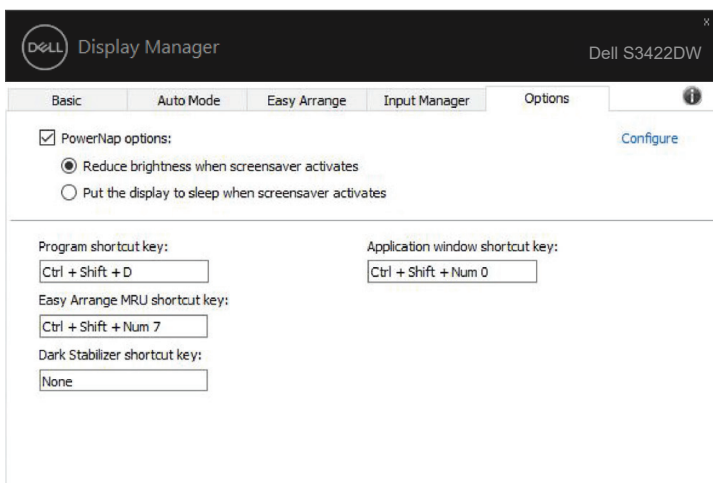 x
DELL Display Manager
Dell S3422DW
Basic Auto Mode Easy Arrange Input Manager Options i
PowerNap options: Configure
Reduce brightness when screensaver activates
Put the display to sleep when screensaver activates
Program shortcut key: Application window shortcut key:
Ctrl + Shift + D Ctrl + Shift + Num 0
Easy Arrange MRU shortcut key:
Ctrl + Shift + Num 7
Dark Stabilizer shortcut key:
None